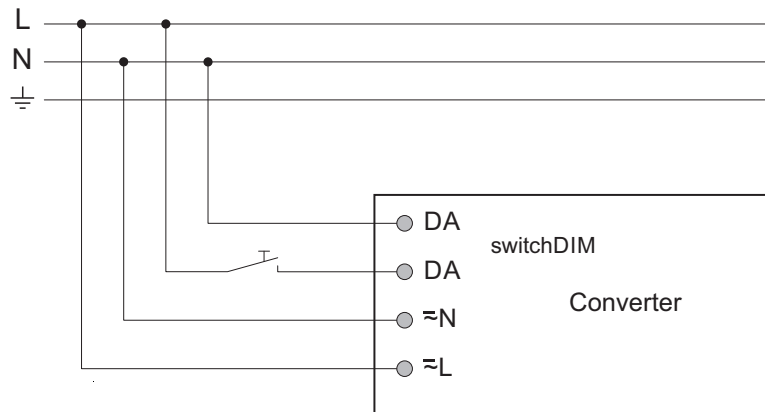 L
N
DA
switchDIM
DA
Converter
≂N
≂L